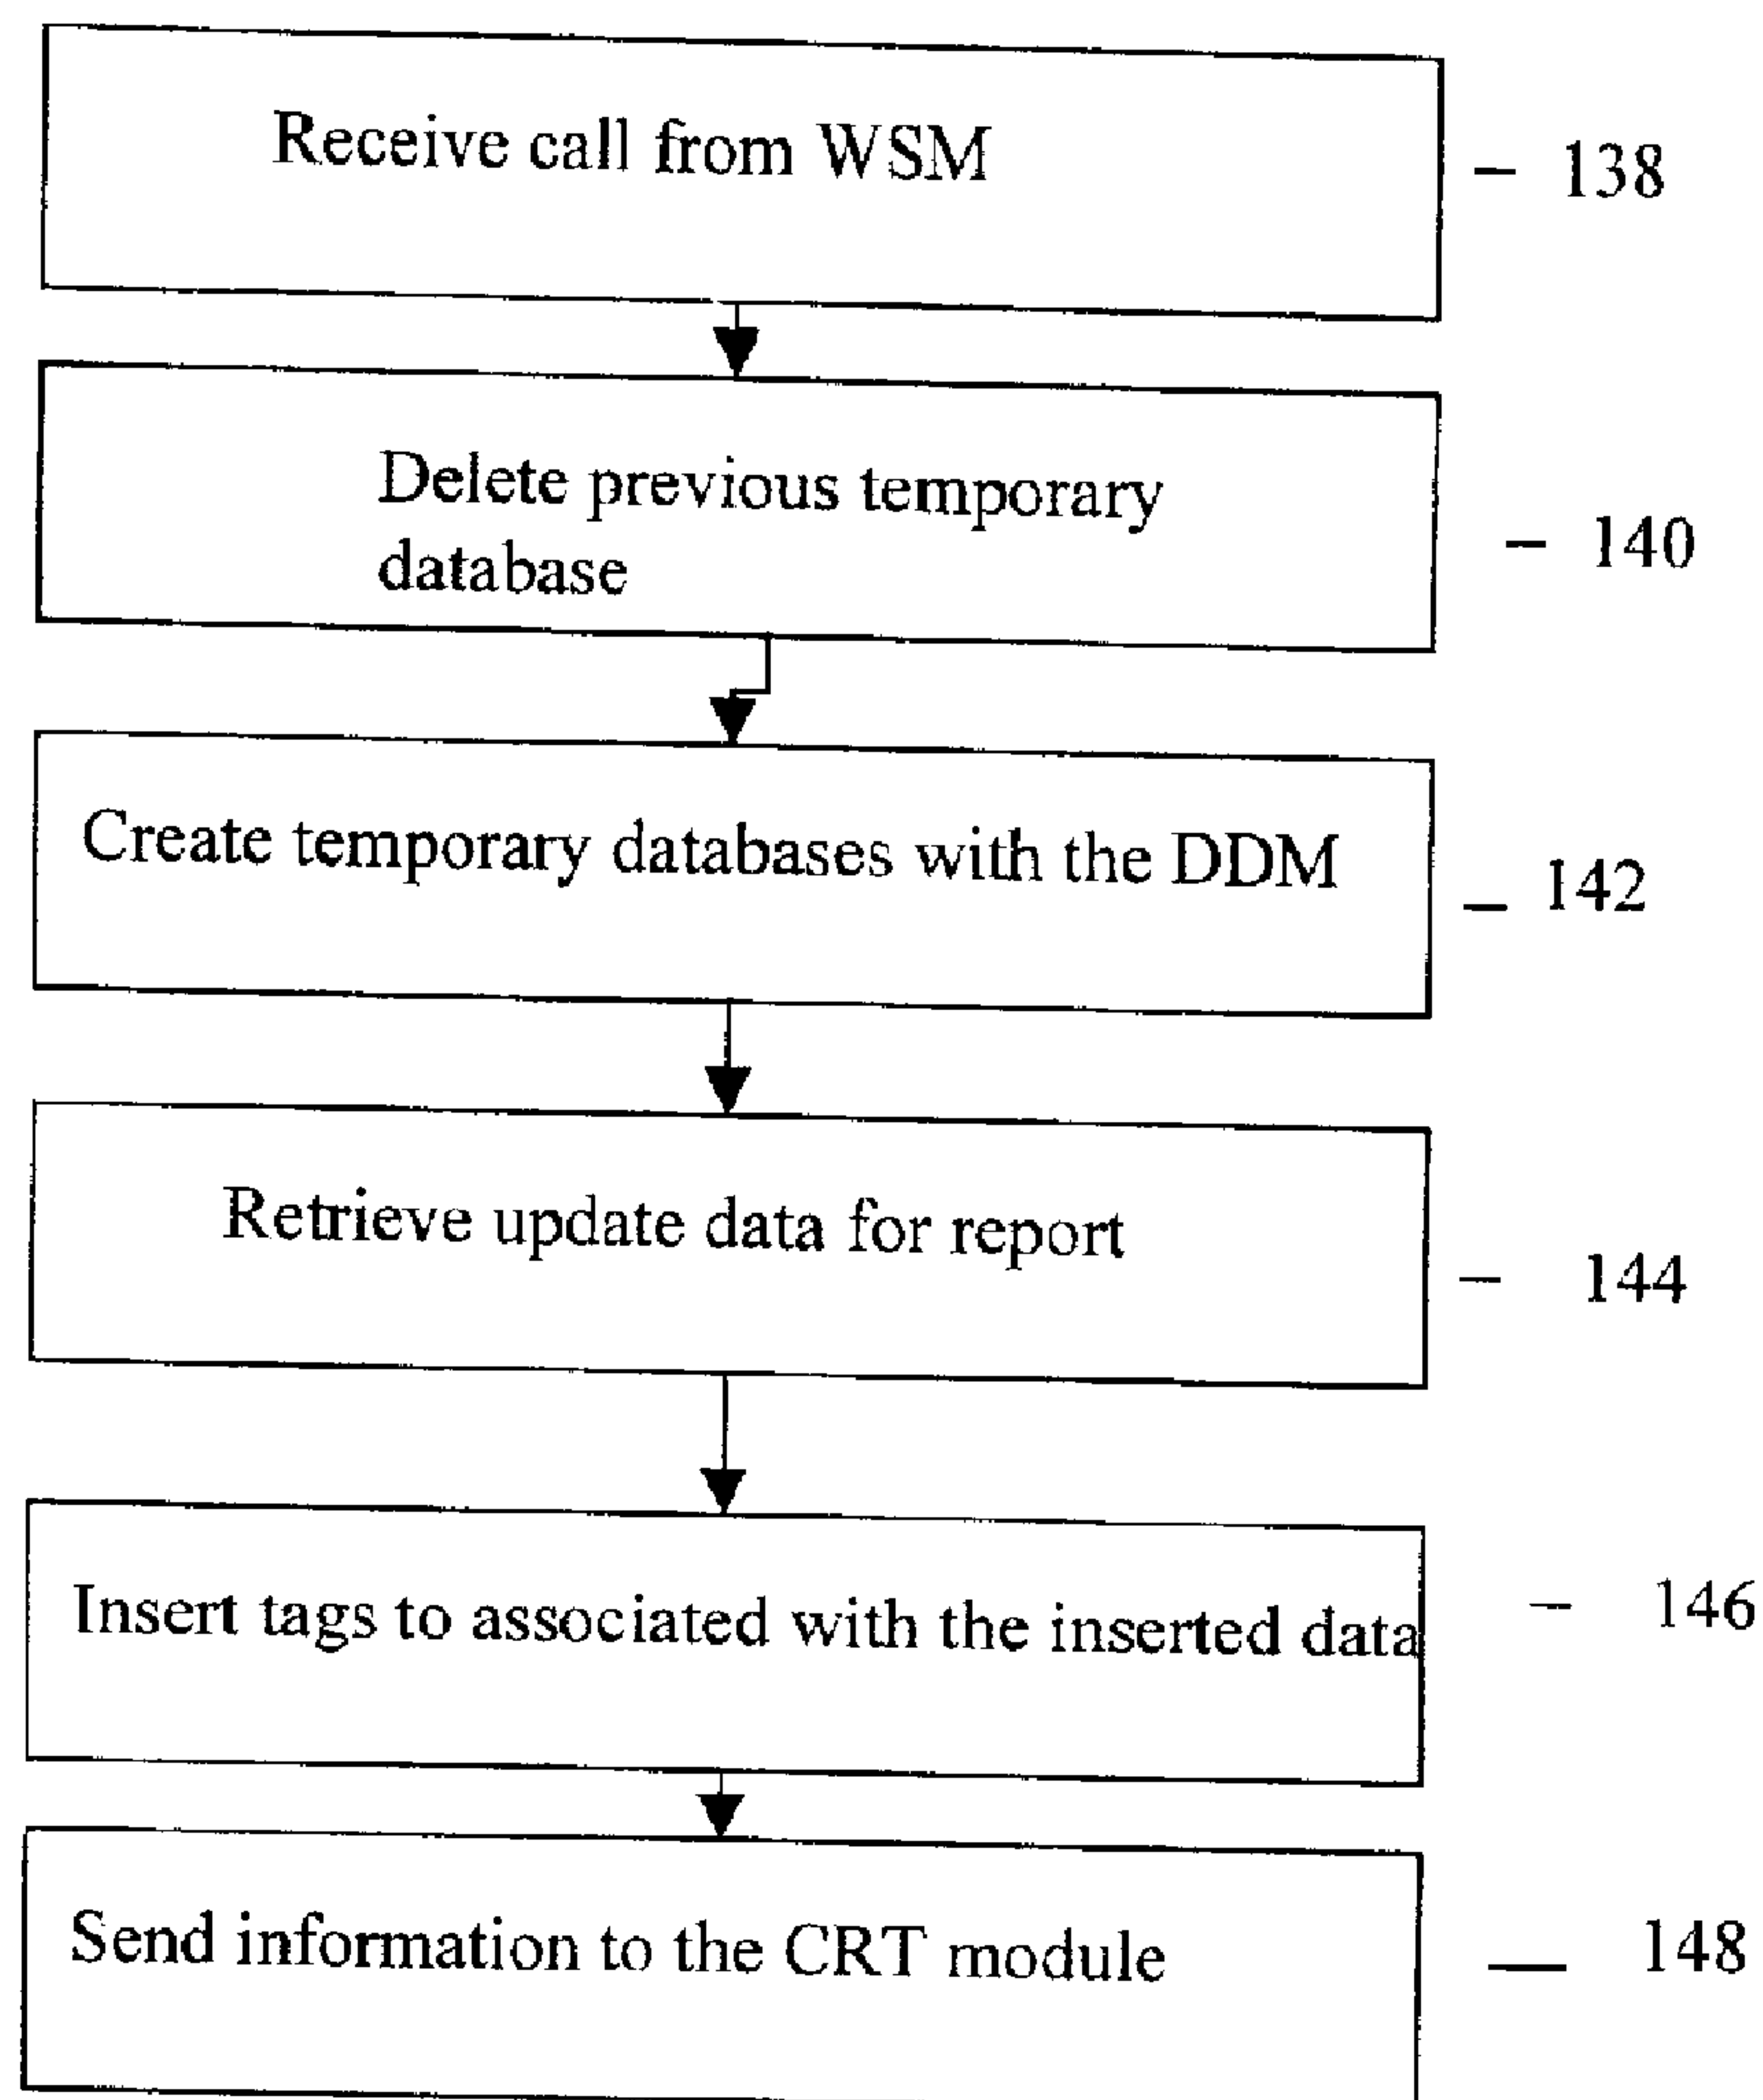 Receive call from WSM
– 138
Delete previous temporary
database
– 140
Create temporary databases with the DDM
– 142
Retrieve update data for report
– 144
Insert tags to associated with the inserted data
– 146
Send information to the CRT module
— 148